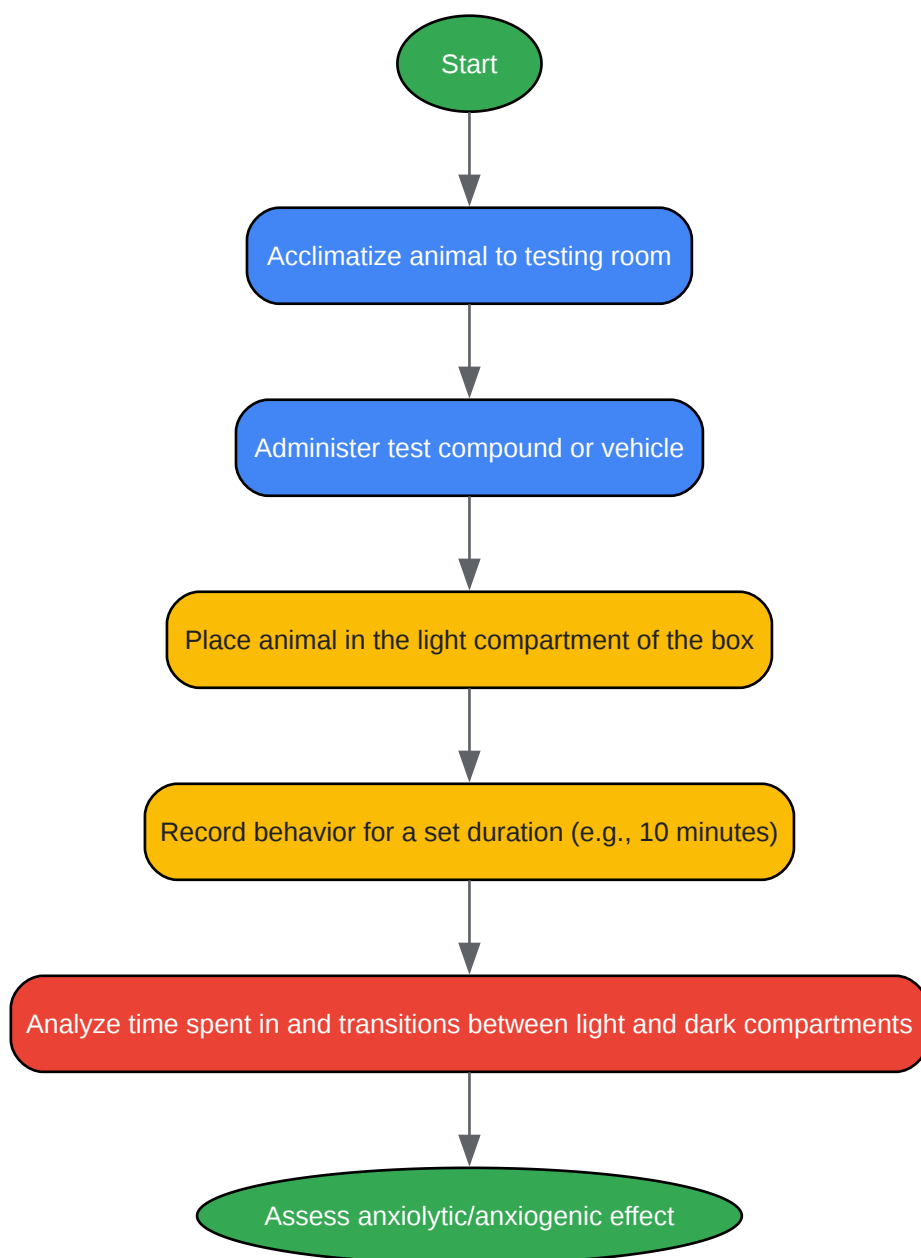 Start
Acclimatize animal to testing room
Administer test compound or vehicle
Place animal in the light compartment of the box
Record behavior for a set duration (e.g., 10 minutes)
Analyze time spent in and transitions between light and dark compartments
Assess anxiolytic/anxiogenic effect